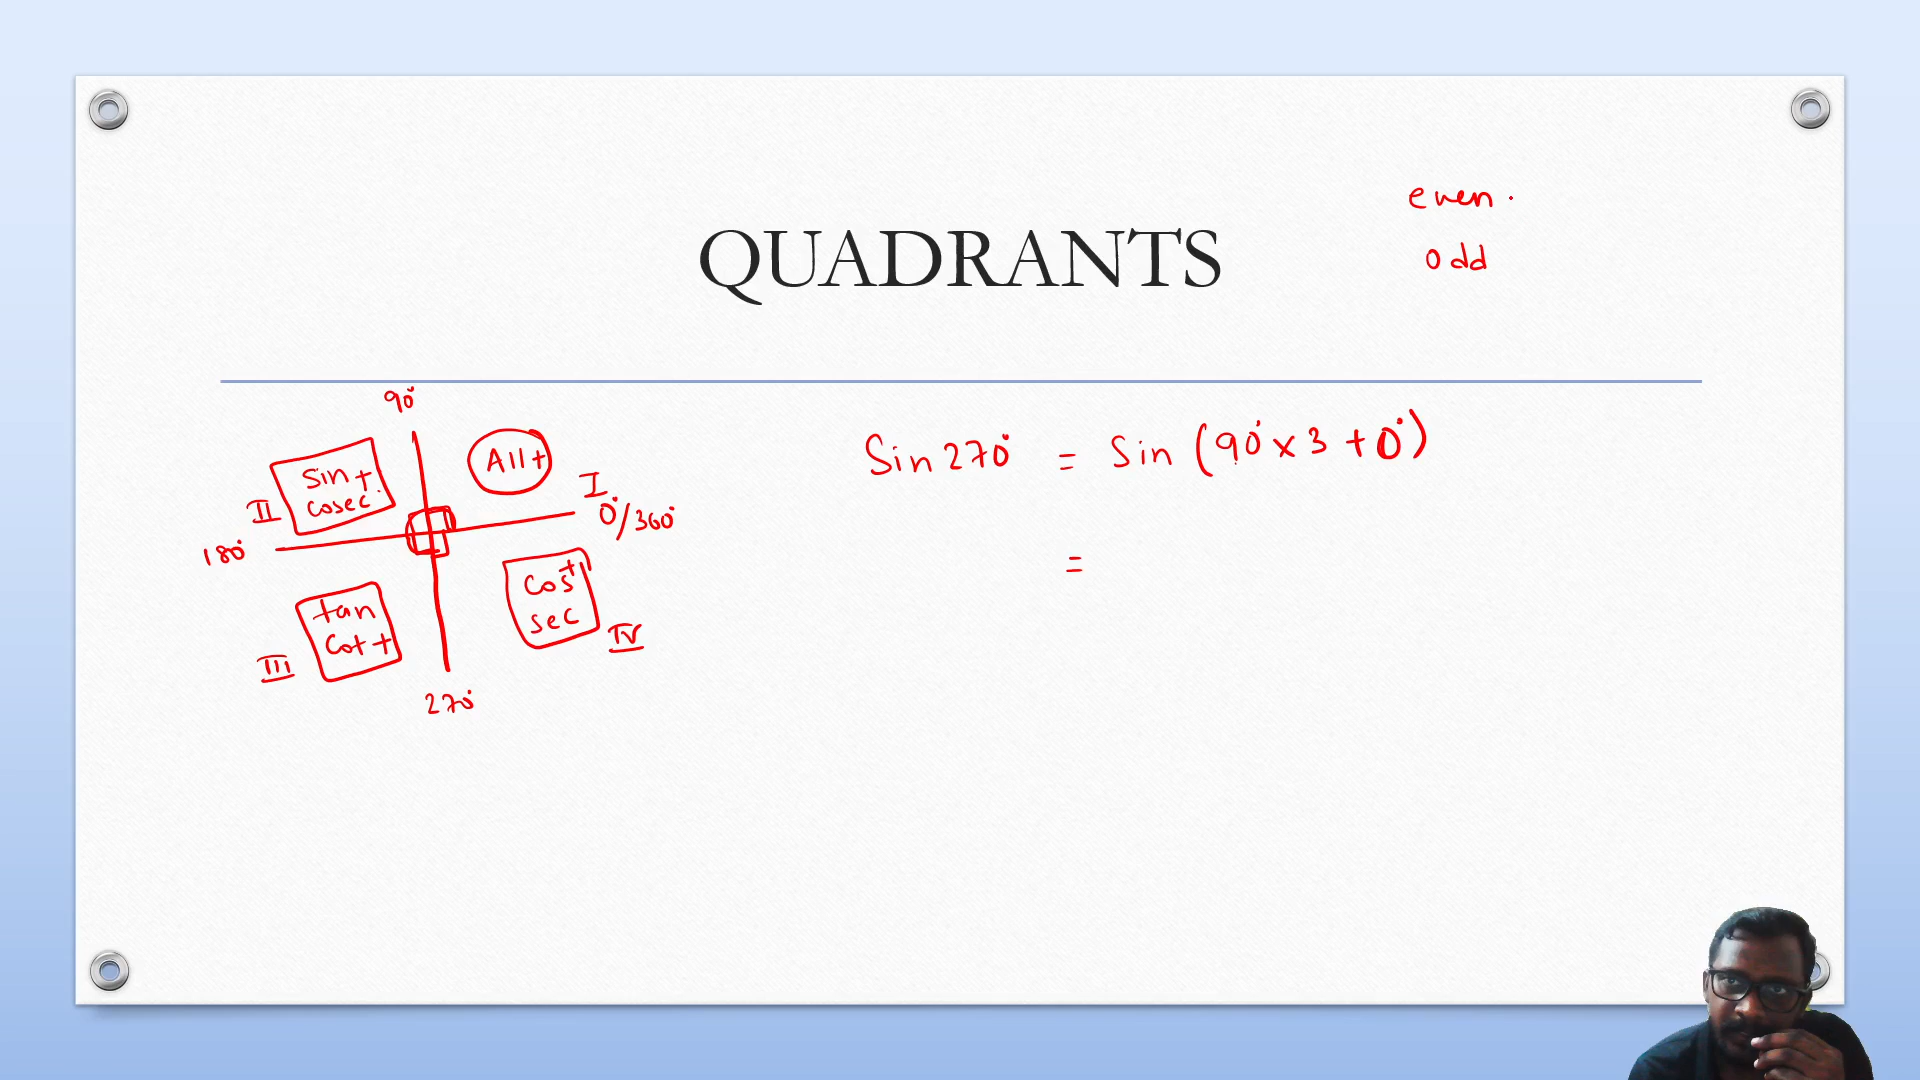 even .
odd
QUADRANTS
90°
Sin +
cosec
II
All +
I
0°/360°
180°
tan
Cot +
III
Cos +
sec
IV
270°
Sin 270° = Sin (90° x 3 + 0°)
=